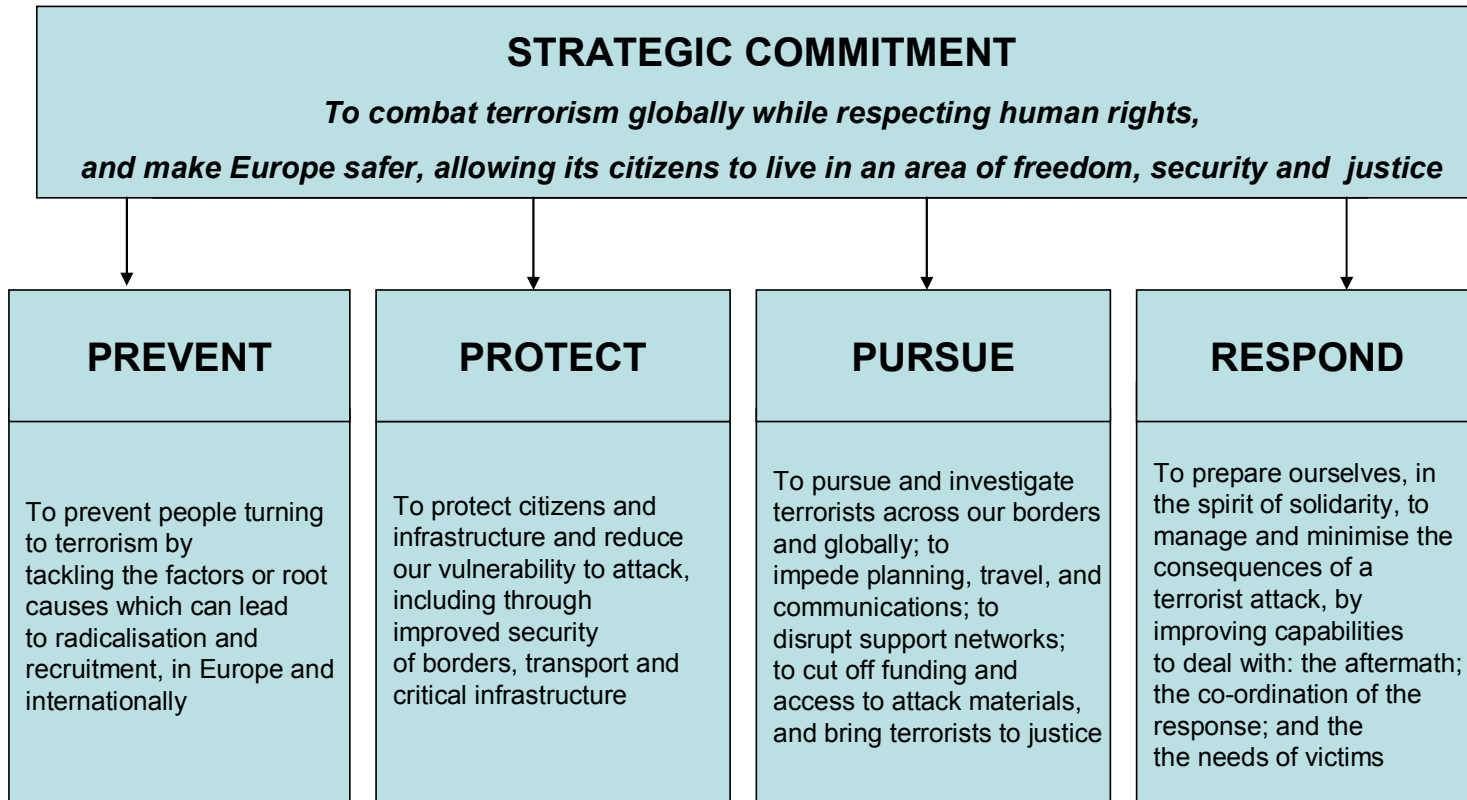 STRATEGIC COMMITMENT
To combat terrorism globally while respecting human rights,
and make Europe safer, allowing its citizens to live in an area of freedom, security and justice
PREVENT
To prevent people turning
to terrorism by
tackling the factors or root
causes which can lead
to radicalisation and
recruitment, in Europe and
internationally
PROTECT
To protect citizens and
infrastructure and reduce
our vulnerability to attack,
including through
improved security
of borders, transport and
critical infrastructure
PURSUE
To pursue and investigate
terrorists across our borders
and globally; to
impede planning, travel, and
communications; to
disrupt support networks;
to cut off funding and
access to attack materials,
and bring terrorists to justice
RESPOND
To prepare ourselves, in
the spirit of solidarity, to
manage and minimise the
consequences of a
terrorist attack, by
improving capabilities
to deal with: the aftermath;
the co-ordination of the
response; and the
the needs of victims